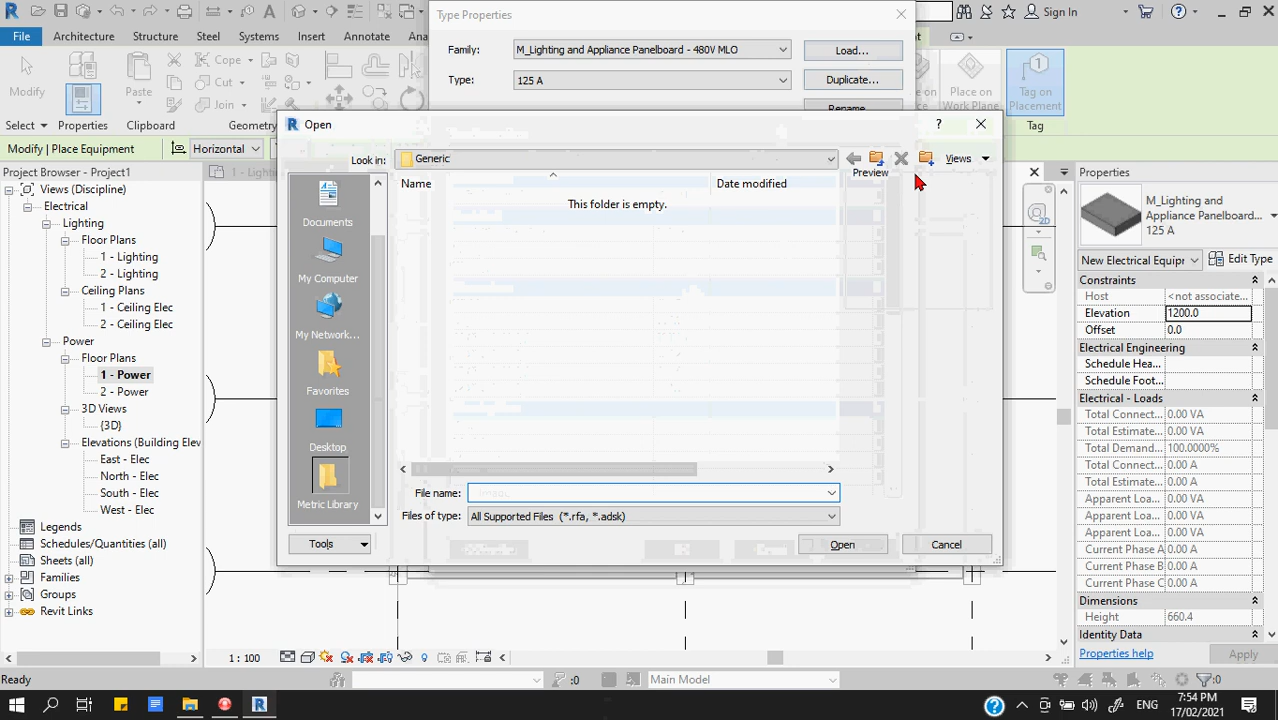 Type Properties
Sign In
File
Architecture
Structure
Steel
Systems
Insert
Annotate
Family:
M_Lighting and Appliance Panelboard - 480V MLO
Load...
Type:
125 A
Duplicate...
Rename...
Modify
Paste
Cope
Cut
Join
Place on
Work Plane
Tag on
Placement
Select
Properties
Clipboard
Geometry
Tag
Modify | Place Equipment
Horizontal
Open
Look in:
Generic
Views
Preview
Name
Date modified
This folder is empty.
Documents
My Computer
My Network...
Favorites
Desktop
Metric Library
File name:
Files of type:
All Supported Files (*.rfa, *.adsk)
Tools
Open
Cancel
Project Browser - Project1
Views (Discipline)
Electrical
Lighting
Floor Plans
1 - Lighting
2 - Lighting
Ceiling Plans
1 - Ceiling Elec
2 - Ceiling Elec
Power
Floor Plans
1 - Power
2 - Power
3D Views
{3D}
Elevations (Building Elev
East - Elec
North - Elec
South - Elec
West - Elec
Legends
Schedules/Quantities (all)
Sheets (all)
Families
Groups
Revit Links
Properties
M_Lighting and
Appliance Panelboard...
125 A
New Electrical Equipr
Edit Type
Constraints
Host
<not associate...
Elevation
1200.0
Offset
0.0
Electrical Engineering
Schedule Hea...
Schedule Foot...
Electrical - Loads
Total Connect...
0.00 VA
Total Estimate...
0.00 VA
Total Demand...
100.0000%
Total Connect...
0.00 A
Total Estimate...
0.00 A
Apparent Loa...
0.00 VA
Apparent Loa...
0.00 VA
Apparent Loa...
0.00 VA
Current Phase A
0.00 A
Current Phase B
0.00 A
Current Phase C
0.00 A
Dimensions
Height
660.4
Identity Data
Properties help
Apply
1 : 100
Ready
:0
Main Model
:0
ENG
7:54 PM
17/02/2021